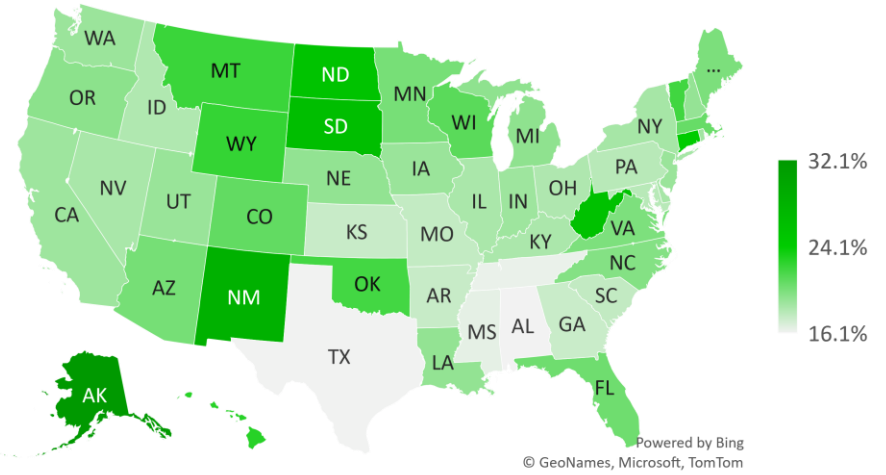 WA
MT
ND
...
OR
MN
ID
SD
WI
NY
MI
WY
32.1%
IA
PA
NE
NV
OH
IL
IN
UT
CO
CA
VA
KS
MO
KY
24.1%
NC
AZ
OK
NM
AR
SC
MS
AL
GA
16.1%
TX
LA
FL
AK
Powered by Bing
© GeoNames, Microsoft, TomTom